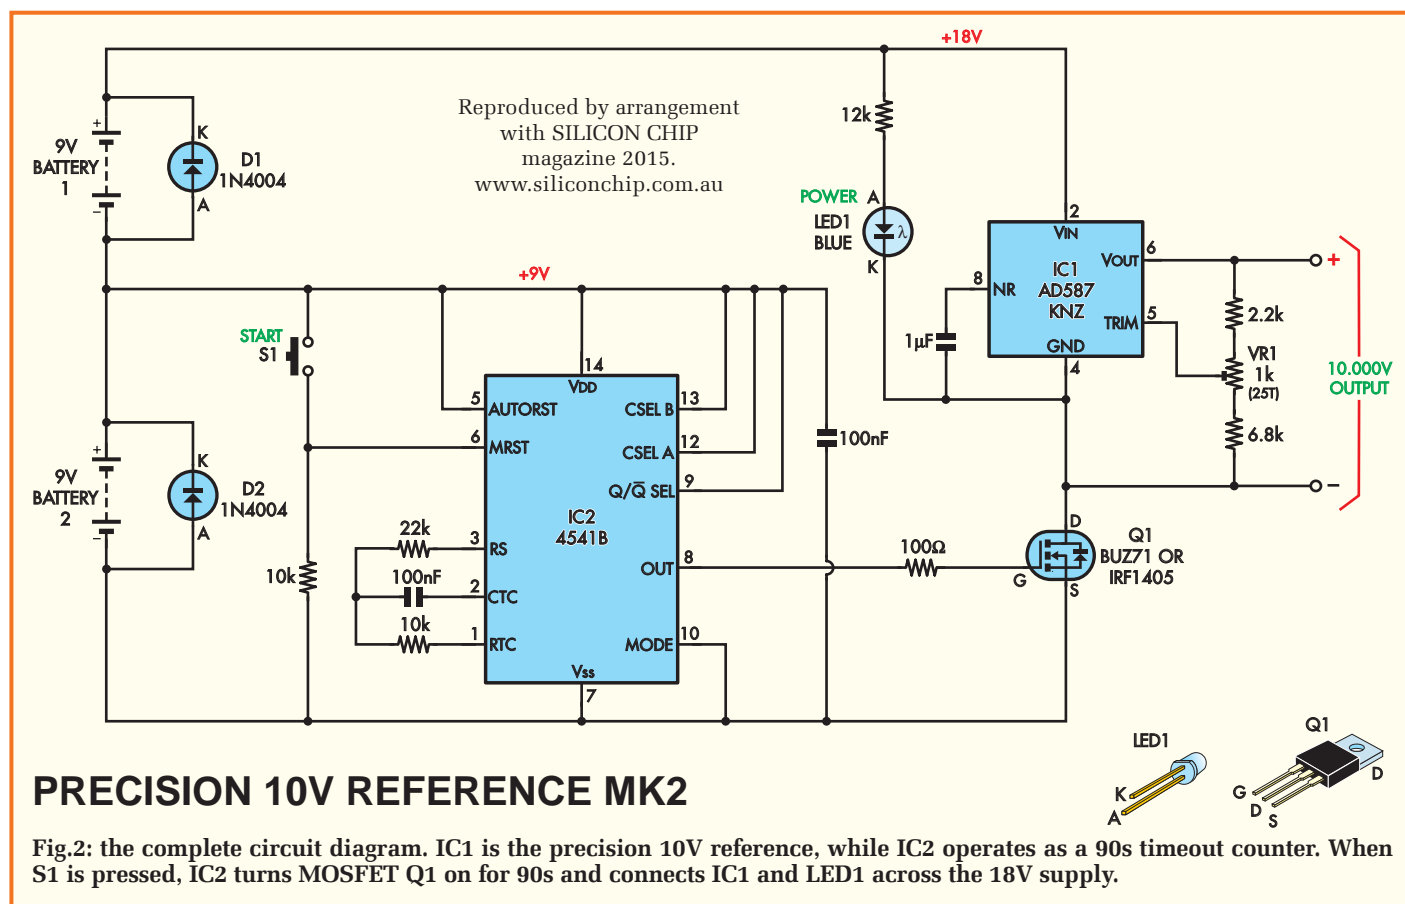 +18V
Reproduced by arrangement
with SILICON CHIP
magazine 2015.
www.siliconchip.com.au
+
9V
BATTERY
1
−
K
D1
1N4004
A
12k
POWER
A
LED1
BLUE
λ
K
2
VIN
IC1
AD587
KNZ
8
NR
VOUT
6
TRIM
5
GND
4
1µF
+
2.2k
VR1
1k
(25T)
6.8k
10.000V
OUTPUT
−
+9V
START
S1
14
VDD
5
AUTORST
6
MRST
CSEL B
13
CSEL A
12
Q/Q̅ SEL
9
IC2
4541B
100nF
+
9V
BATTERY
2
−
K
D2
1N4004
A
10k
22k
3
RS
100nF
2
CTC
10k
1
RTC
OUT
8
MODE
10
Vss
7
100Ω
D
G
S
Q1
BUZ71 OR
IRF1405
LED1
K
A
Q1
G
D
S
D
PRECISION 10V REFERENCE MK2
Fig.2: the complete circuit diagram. IC1 is the precision 10V reference, while IC2 operates as a 90s timeout counter. When
S1 is pressed, IC2 turns MOSFET Q1 on for 90s and connects IC1 and LED1 across the 18V supply.